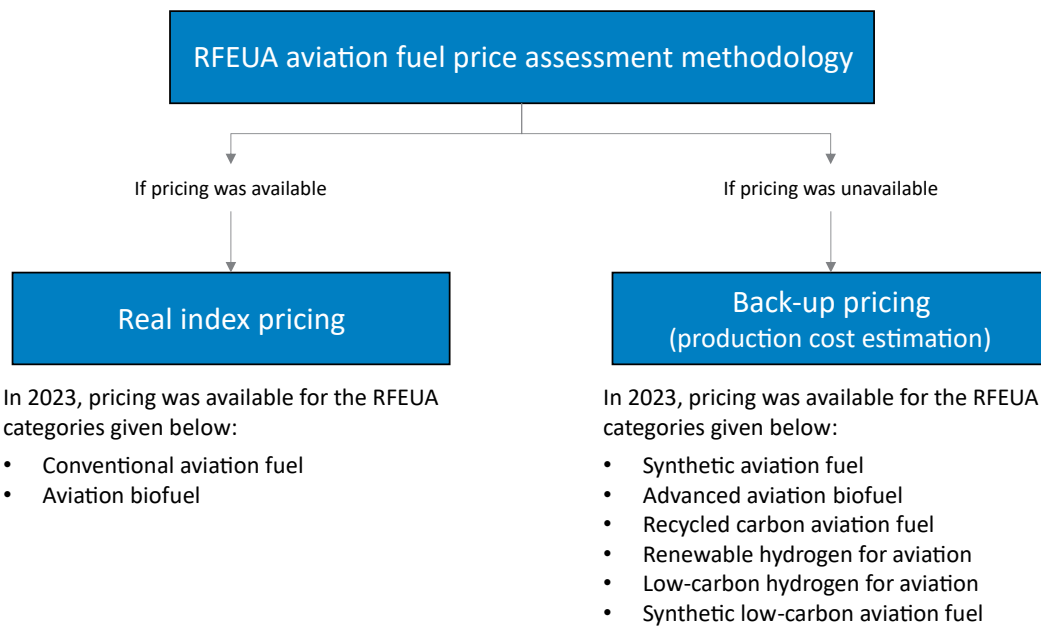 RFEUA aviation fuel price assessment methodology
If pricing was available
If pricing was unavailable
Real index pricing
Back-up pricing
(production cost estimation)
In 2023, pricing was available for the RFEUA
categories given below:
• Conventional aviation fuel
• Aviation biofuel
In 2023, pricing was available for the RFEUA
categories given below:
• Synthetic aviation fuel
• Advanced aviation biofuel
• Recycled carbon aviation fuel
• Renewable hydrogen for aviation
• Low-carbon hydrogen for aviation
• Synthetic low-carbon aviation fuel